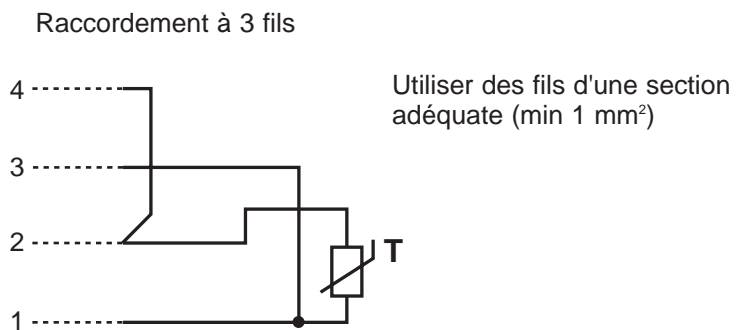 Raccordement à 3 fils
4
Utiliser des fils d'une section
adéquate (min 1 mm²)
3
2
T
1